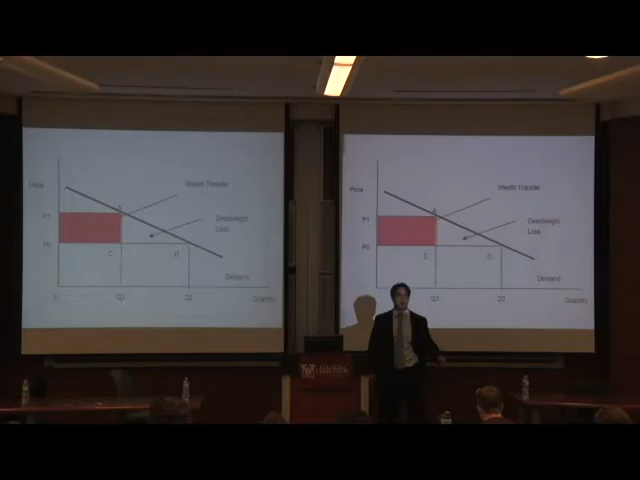 Price
Wealth Transfer
P1
A
Deadweight
Loss
P0
C
B
Demand
Q1
Q0
Quantity
Price
Wealth Transfer
P1
A
Deadweight
Loss
P0
C
B
Demand
Q1
Q0
Quantity